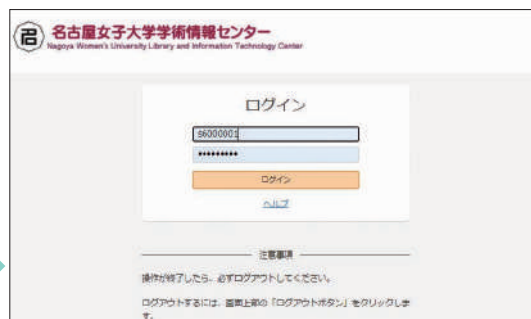 名古屋女子大学学術情報センター
Nagoya Women's University Library and Information Technology Center
ログイン
s6000001
•••••••••
ログイン
ヘルプ
注意事項
操作が終了したら、必ずログアウトしてください。
ログアウトするには、画面上部の「ログアウトボタン」をクリックしま
す。